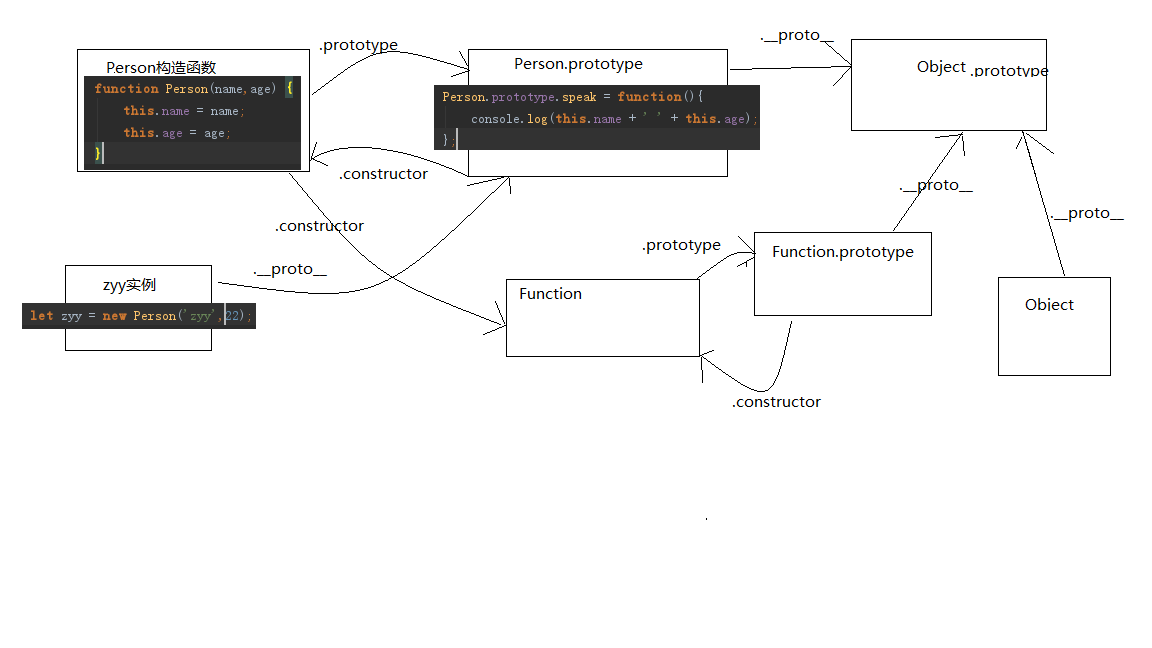 .prototype
.__proto__
Person构造函数
function Person(name,age) {
this.name = name;
this.age = age;
}
Person.prototype
Person.prototype.speak = function(){
console.log(this.name + ' ' + this.age);
};
Object .prototype
.constructor
.__proto__
.constructor
.__proto__
.prototype
Function.prototype
.__proto__
zyy实例
let zyy = new Person('zyy',22);
Function
Object
.constructor